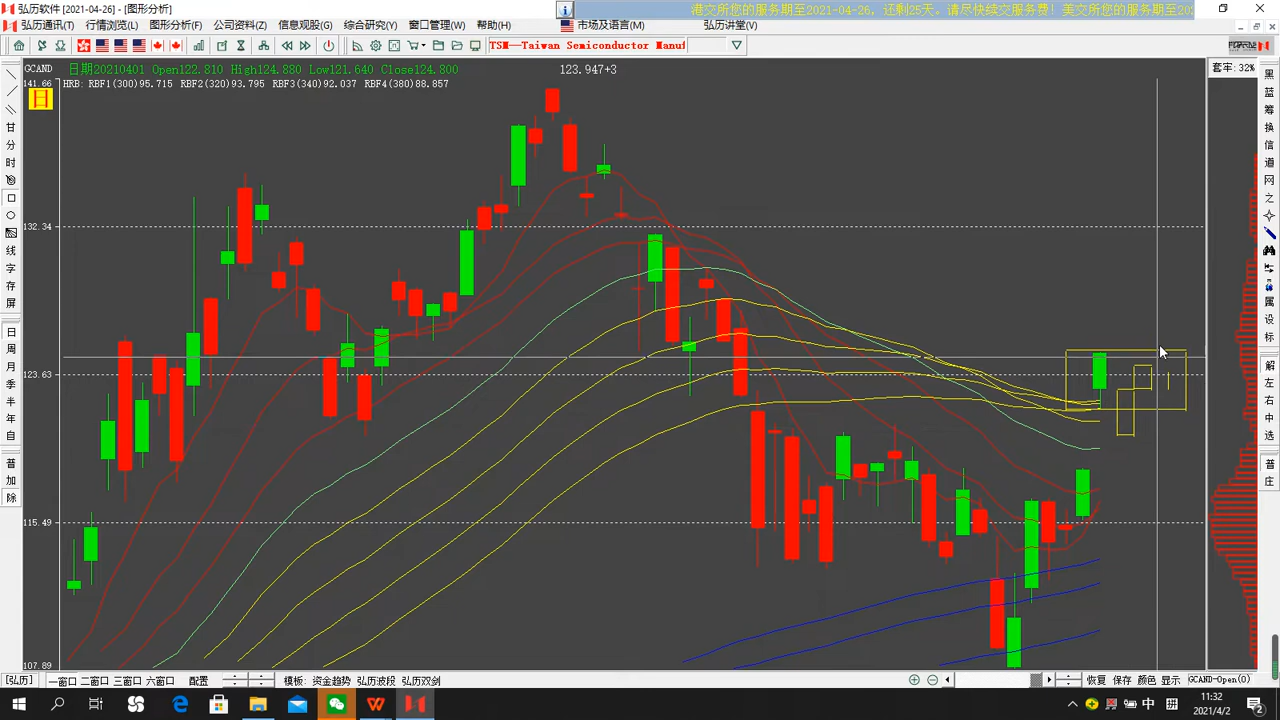 弘历软件 [2021-04-26] - [图形分析]
港交所您的服务期至2021-04-26, 还剩25天。请尽快续交服务费! 美交所您的服务期至202
弘历资讯(T) 行情浏览(L) 图形分析(F) 公司咨料(Z) 信息观股(G) 综合研究(Y) 窗口管理(W) 帮助(H) 市场及语言(M) 弘历讲堂(V)
TSM——Taiwan Semiconductor Manuf
GCAND 日期20210401 Open122.810 High124.880 Low121.640 Close124.800 123.947+3 套牢: 32%
141.66 HRB: RBF1(300)95.715 RBF2(320)93.795 RBF3(340)92.037 RBF4(380)88.857
日
132.34
123.63
115.49
107.89
甘
分
时
线
字
存
屏
日
周
月
季
半
年
自
普
加
除
黑
蓝
筹
换
信
道
网
之
标
属
设
标
解
左
右
中
选
普
庄
[弘历] 一窗口 二窗口 三窗口 六窗口 配置 模板: 资金趋势 弘历波段 弘历双剑 恢复 保存 颜色 显示 GCAND-Open(0)
中 拼
11:32
2021/4/2
2